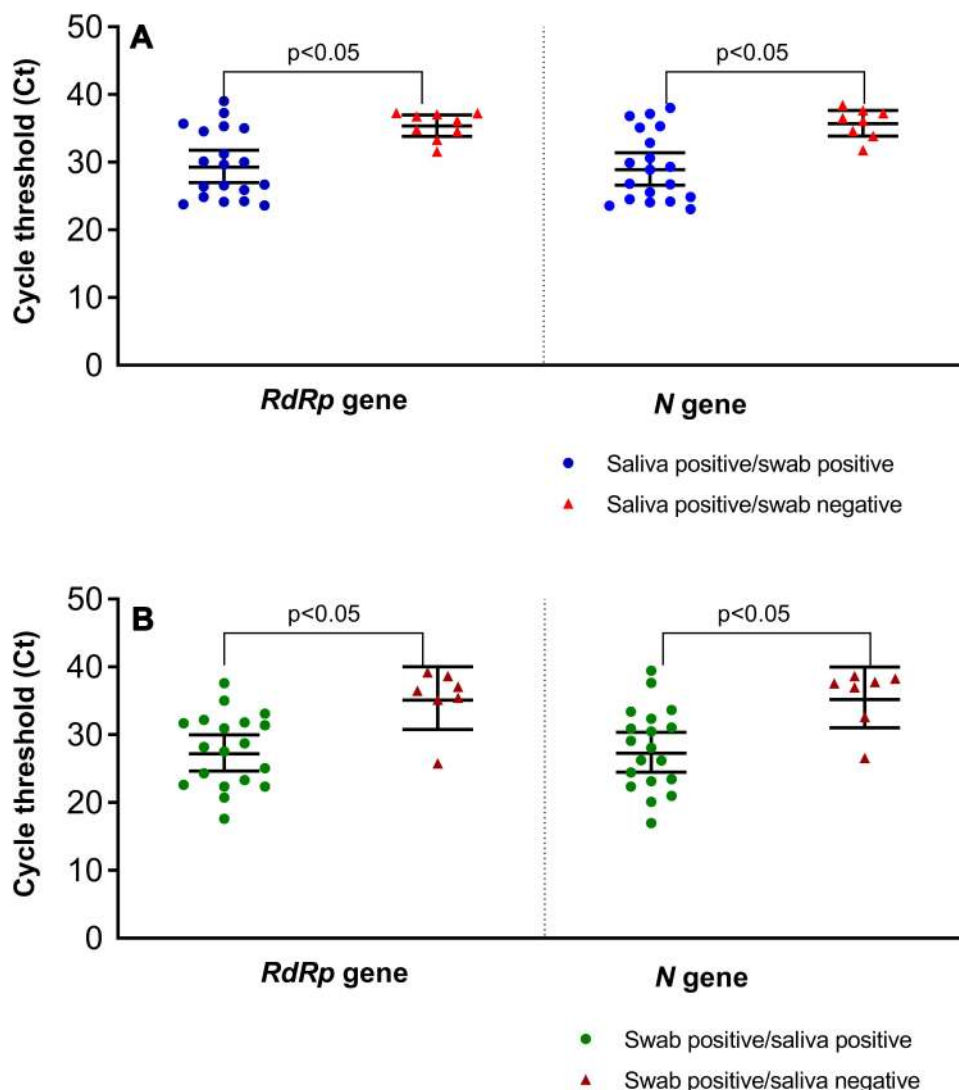 A
50
p<0.05
p<0.05
40
30
20
10
0
Cycle threshold (Ct)
RdRp gene
N gene
Saliva positive/swab positive
Saliva positive/swab negative
B
50
p<0.05
p<0.05
40
30
20
10
0
Cycle threshold (Ct)
RdRp gene
N gene
Swab positive/saliva positive
Swab positive/saliva negative